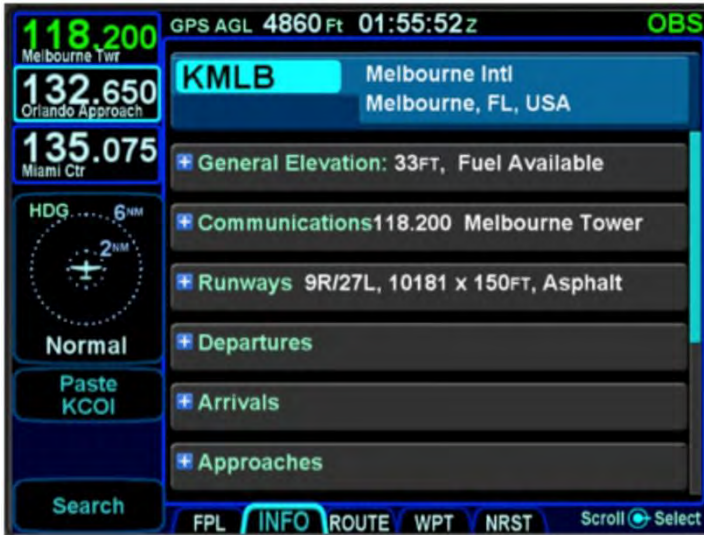 118.200
Melbourne Twr
132.650
Orlando Approach
135.075
Miami Ctr
HDG 6NM
2NM
Normal
Paste
KCOI
Search
GPS AGL 4860 Ft 01:55:52Z OBS
KMLB Melbourne Intl
Melbourne, FL, USA
General Elevation: 33FT, Fuel Available
Communications118.200 Melbourne Tower
Runways 9R/27L, 10181 x 150FT, Asphalt
Departures
Arrivals
Approaches
FPL INFO ROUTE WPT NRST Scroll Select